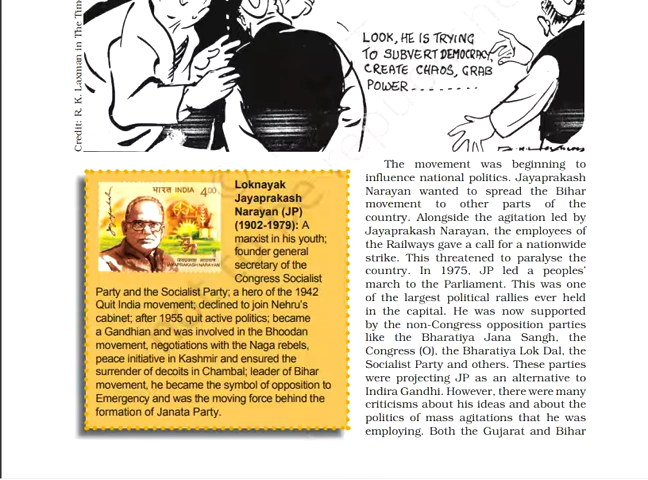 Credit: R. K. Laxman in The Tim
LOOK, HE IS TRYING
TO SUBVERT DEMOCRACY,
CREATE CHAOS, GRAB
POWER - - - - - - - -
भारत INDIA 4.00
जयप्रकाश नारायण
JAYAPRAKASH NARAYAN
Loknayak
Jayaprakash
Narayan (JP)
(1902-1979): A
marxist in his youth;
founder general
secretary of the
Congress Socialist
Party and the Socialist Party; a hero of the 1942
Quit India movement; declined to join Nehru's
cabinet; after 1955 quit active politics; became
a Gandhian and was involved in the Bhoodan
movement, negotiations with the Naga rebels,
peace initiative in Kashmir and ensured the
surrender of decoits in Chambal; leader of Bihar
movement, he became the symbol of opposition to
Emergency and was the moving force behind the
formation of Janata Party.
The movement was beginning to
influence national politics. Jayaprakash
Narayan wanted to spread the Bihar
movement to other parts of the
country. Alongside the agitation led by
Jayaprakash Narayan, the employees of
the Railways gave a call for a nationwide
strike. This threatened to paralyse the
country. In 1975, JP led a peoples'
march to the Parliament. This was one
of the largest political rallies ever held
in the capital. He was now supported
by the non-Congress opposition parties
like the Bharatiya Jana Sangh, the
Congress (O), the Bharatiya Lok Dal, the
Socialist Party and others. These parties
were projecting JP as an alternative to
Indira Gandhi. However, there were many
criticisms about his ideas and about the
politics of mass agitations that he was
employing. Both the Gujarat and Bihar